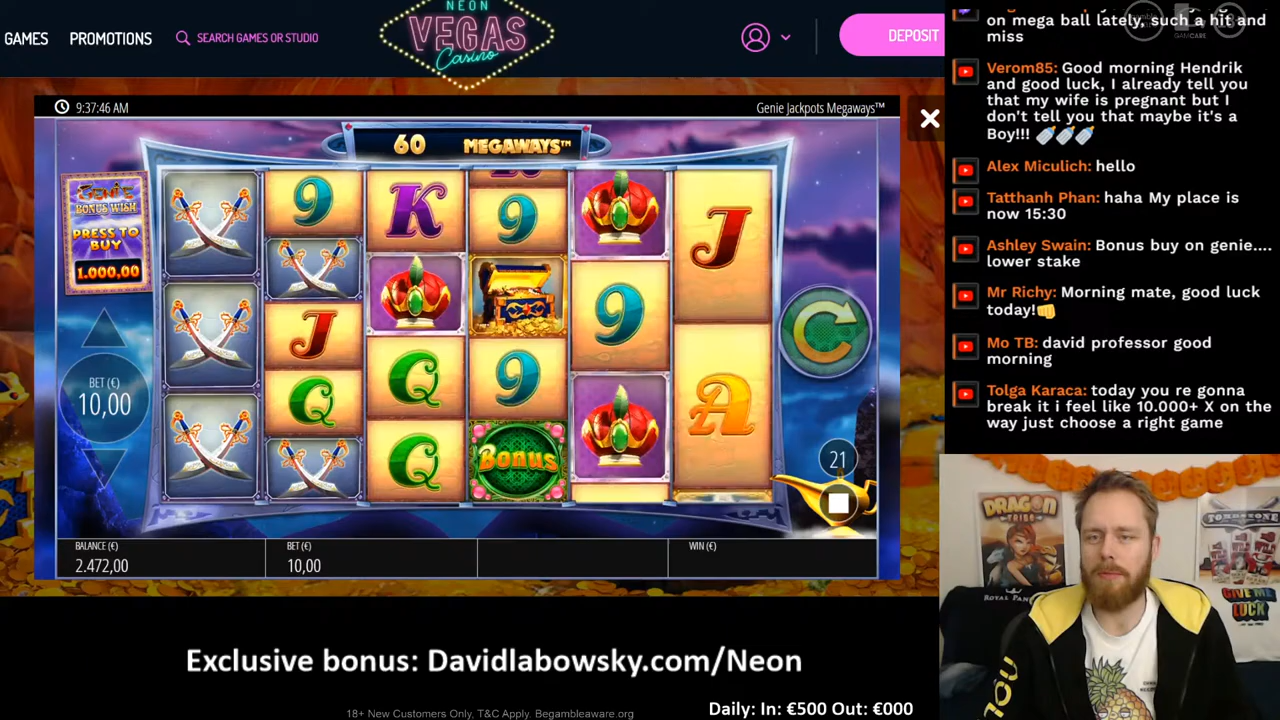 NEON
VEGAS
Casino
GAMES
PROMOTIONS
SEARCH GAMES OR STUDIO
DEPOSIT
GAMCARE
9:37:46 AM
Genie Jackpots Megaways™
60 MEGAWAYS™
GENIE
BONUS WISH
PRESS TO
BUY
1.000,00
9 K 9 J
J 9
Q Q 9 A
Q Bonus
BET (€)
10,00
21
BALANCE (€)
2.472,00
BET (€)
10,00
WIN (€)
on mega ball lately, such a hit and
miss
Verom85: Good morning Hendrik
and good luck, I already tell you
that my wife is pregnant but I
don't tell you that maybe it's a
Boy!!! 🍼🍼🍼
Alex Miculich: hello
Tatthanh Phan: haha My place is
now 15:30
Ashley Swain: Bonus buy on genie....
lower stake
Mr Richy: Morning mate, good luck
today!👊
Mo TB: david professor good
morning
Tolga Karaca: today you re gonna
break it i feel like 10.000+ X on the
way just choose a right game
DRAGON
TRIBE
TOMBSTONE
GIVE ME
LUCK
Exclusive bonus: Davidlabowsky.com/Neon
18+ New Customers Only, T&C Apply. Begambleaware.org
Daily: In: €500 Out: €000